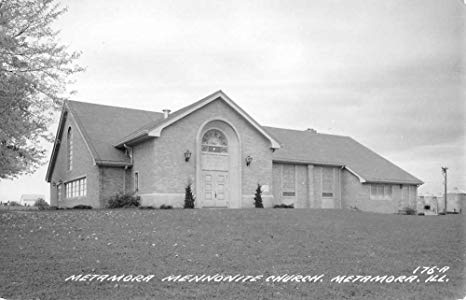 176-A
METAMORA MENNONITE CHURCH. METAMORA. ILL.